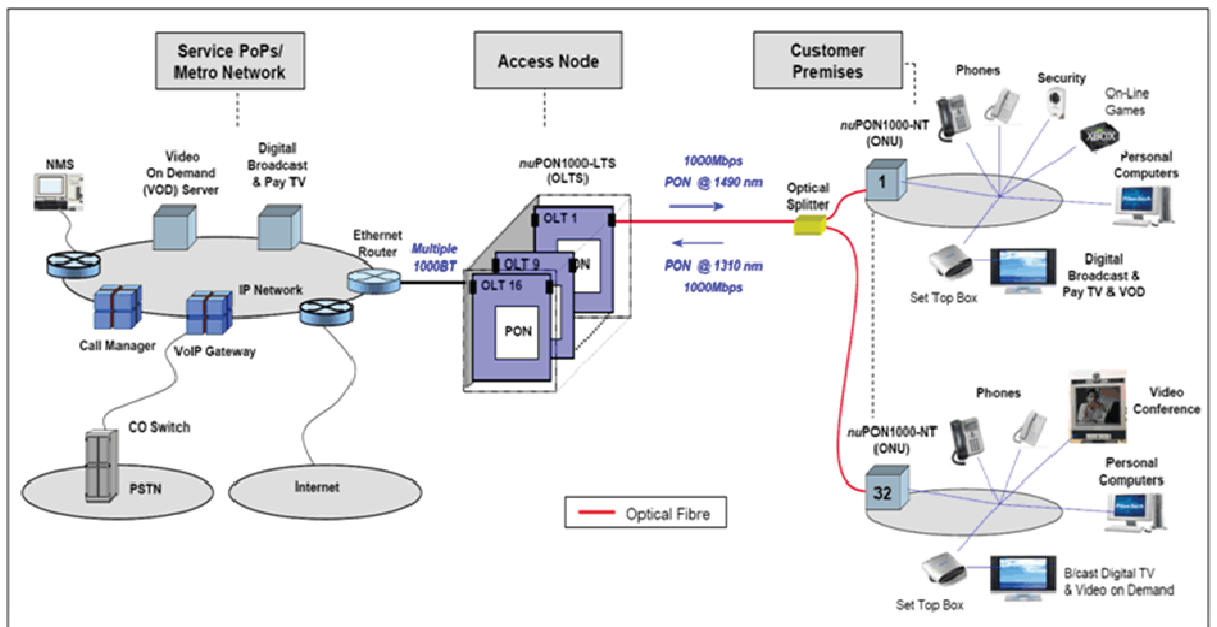 Service PoPs/
Metro Network
Access Node
Customer
Premises
NMS
Video
On Demand
(VOD) Server
Digital
Broadcast
& Pay TV
Ethernet
Router
IP Network
Call Manager
VoIP Gateway
CO Switch
PSTN
Internet
Multiple
1000BT
nuPON1000-LTS
(OLTS)
OLT 1
ON
OLT 9
OLT 16
PON
1000Mbps
PON @ 1490 nm
PON @ 1310 nm
1000Mbps
Optical
Splitter
nuPON1000-NT
(ONU)
1
Phones
Security
On-Line
Games
XBOX
Personal
Computers
Set Top Box
Digital
Broadcast &
Pay TV & VOD
nuPON1000-NT
(ONU)
32
Phones
Video
Conference
Personal
Computers
Set Top Box
B/cast Digital TV
& Video on Demand
Optical Fibre